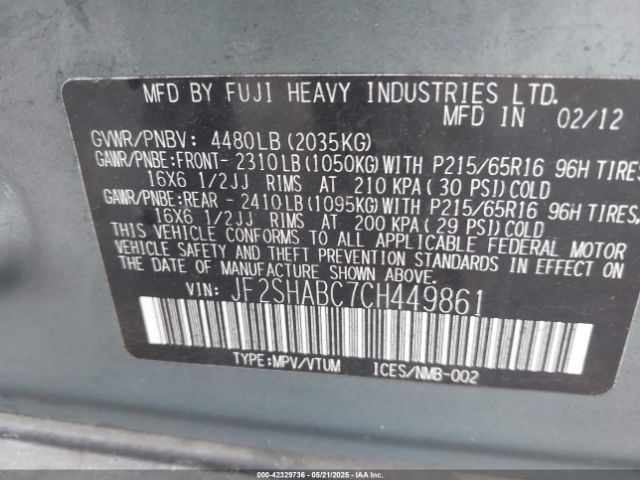 MFD BY FUJI HEAVY INDUSTRIES LTD.
MFD IN 02/12
GVWR/PNBV: 4480LB(2035KG)
GAWR/PNBE:FRONT- 2310LB(1050KG)WITH P215/65R16 96H TIRES
16X6 1/2JJ RIMS AT 210 KPA( 30 PSI)COLD
GAWR/PNBE:REAR - 2410LB(1095KG)WITH P215/65R16 96H TIRES,
16X6 1/2JJ RIMS AT 200 KPA( 29 PSI)COLD
THIS VEHICLE CONFORMS TO ALL APPLICABLE FEDERAL MOTOR
VEHICLE SAFETY AND THEFT PREVENTION STANDARDS IN EFFECT ON
THE DATE OF MANUFACTURE SHOWN ABOVE.
VIN: JF2SHABC7CH449861
TYPE:MPV/VTUM ICES/NMB-002
000-42329736 - 05/21/2025 - COPYRIGHT IAA, INC.